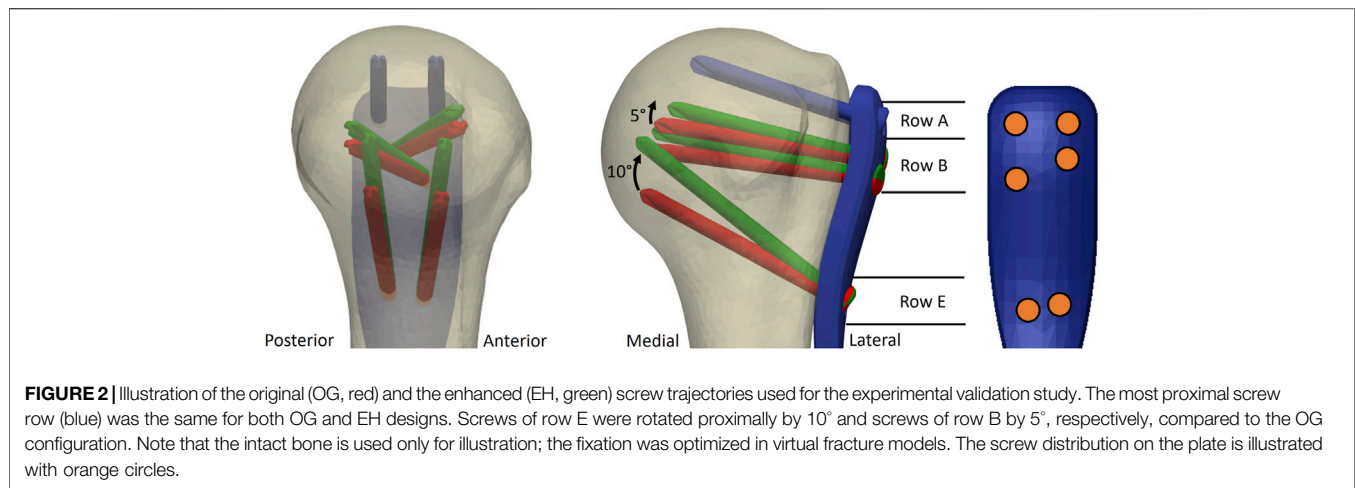 5°
10°
Row A
Row B
Row E
Posterior Anterior Medial Lateral
FIGURE 2 | Illustration of the original (OG, red) and the enhanced (EH, green) screw trajectories used for the experimental validation study. The most proximal screw
row (blue) was the same for both OG and EH designs. Screws of row E were rotated proximally by 10° and screws of row B by 5°, respectively, compared to the OG
configuration. Note that the intact bone is used only for illustration; the fixation was optimized in virtual fracture models. The screw distribution on the plate is illustrated
with orange circles.